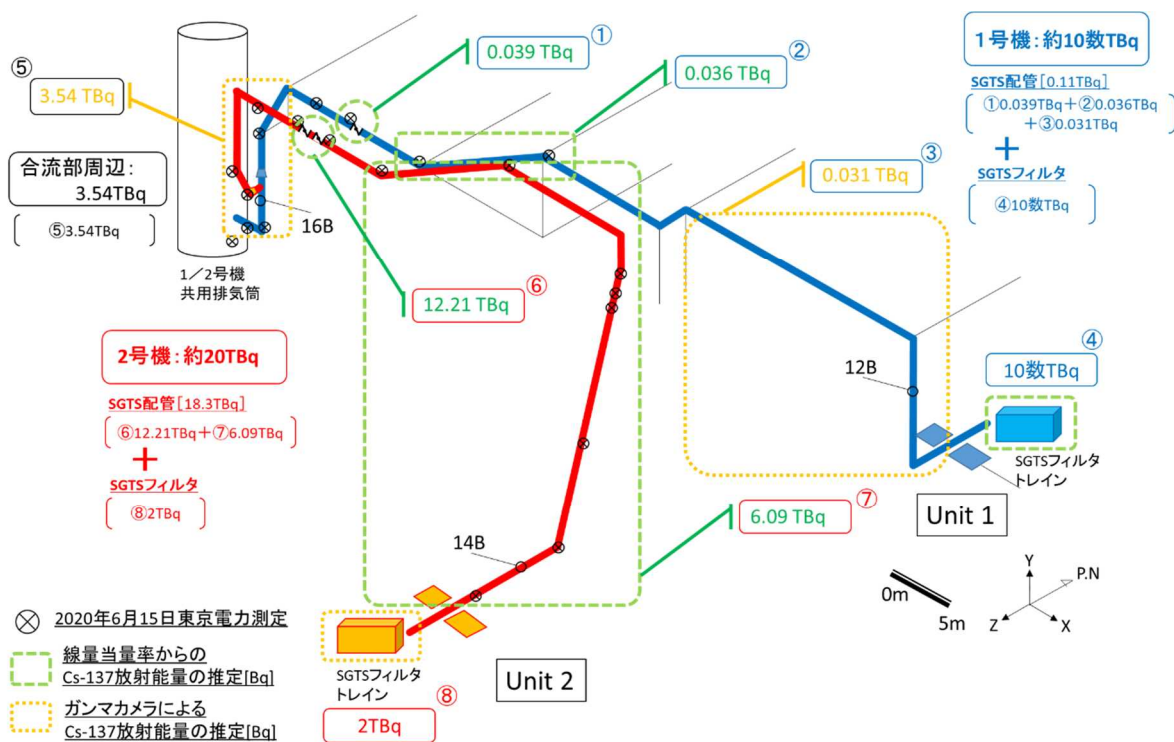 ⑤
3.54 TBq
合流部周辺：
3.54TBq
⑤3.54TBq
1／2号機
共用排気筒
16B
0.039 TBq
①
0.036 TBq
②
0.031 TBq
③
1号機：約10数TBq
SGTS配管[0.11TBq]
①0.039TBq＋②0.036TBq
＋③0.031TBq
＋
SGTSフィルタ
④10数TBq
12.21 TBq
⑥
2号機：約20TBq
SGTS配管[18.3TBq]
⑥12.21TBq＋⑦6.09TBq
＋
SGTSフィルタ
⑧2TBq
12B
④
10数TBq
SGTSフィルタ
トレイン
Unit 1
6.09 TBq
⑦
14B
SGTSフィルタ
トレイン
⑧
2TBq
Unit 2
0m
5m
Y
P.N
Z
X
2020年6月15日東京電力測定
線量当量率からの
Cs-137放射能量の推定[Bq]
ガンマカメラによる
Cs-137放射能量の推定[Bq]